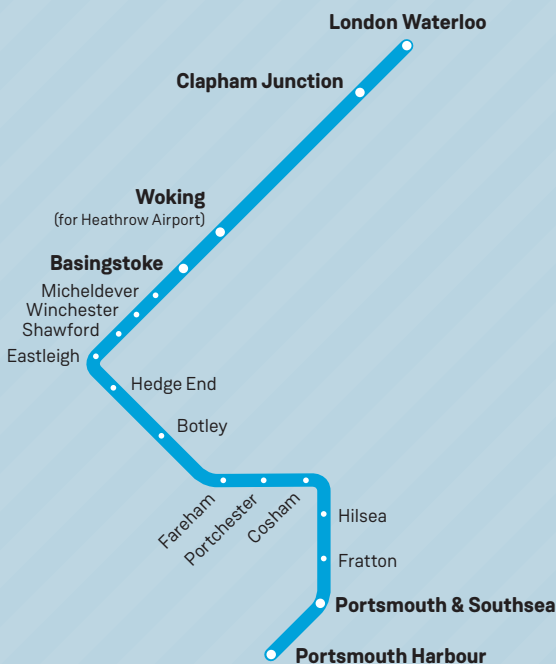 London Waterloo
Clapham Junction
Woking
(for Heathrow Airport)
Basingstoke
Micheldever
Winchester
Shawford
Eastleigh
Hedge End
Botley
Fareham
Portchester
Cosham
Hilsea
Fratton
Portsmouth & Southsea
Portsmouth Harbour